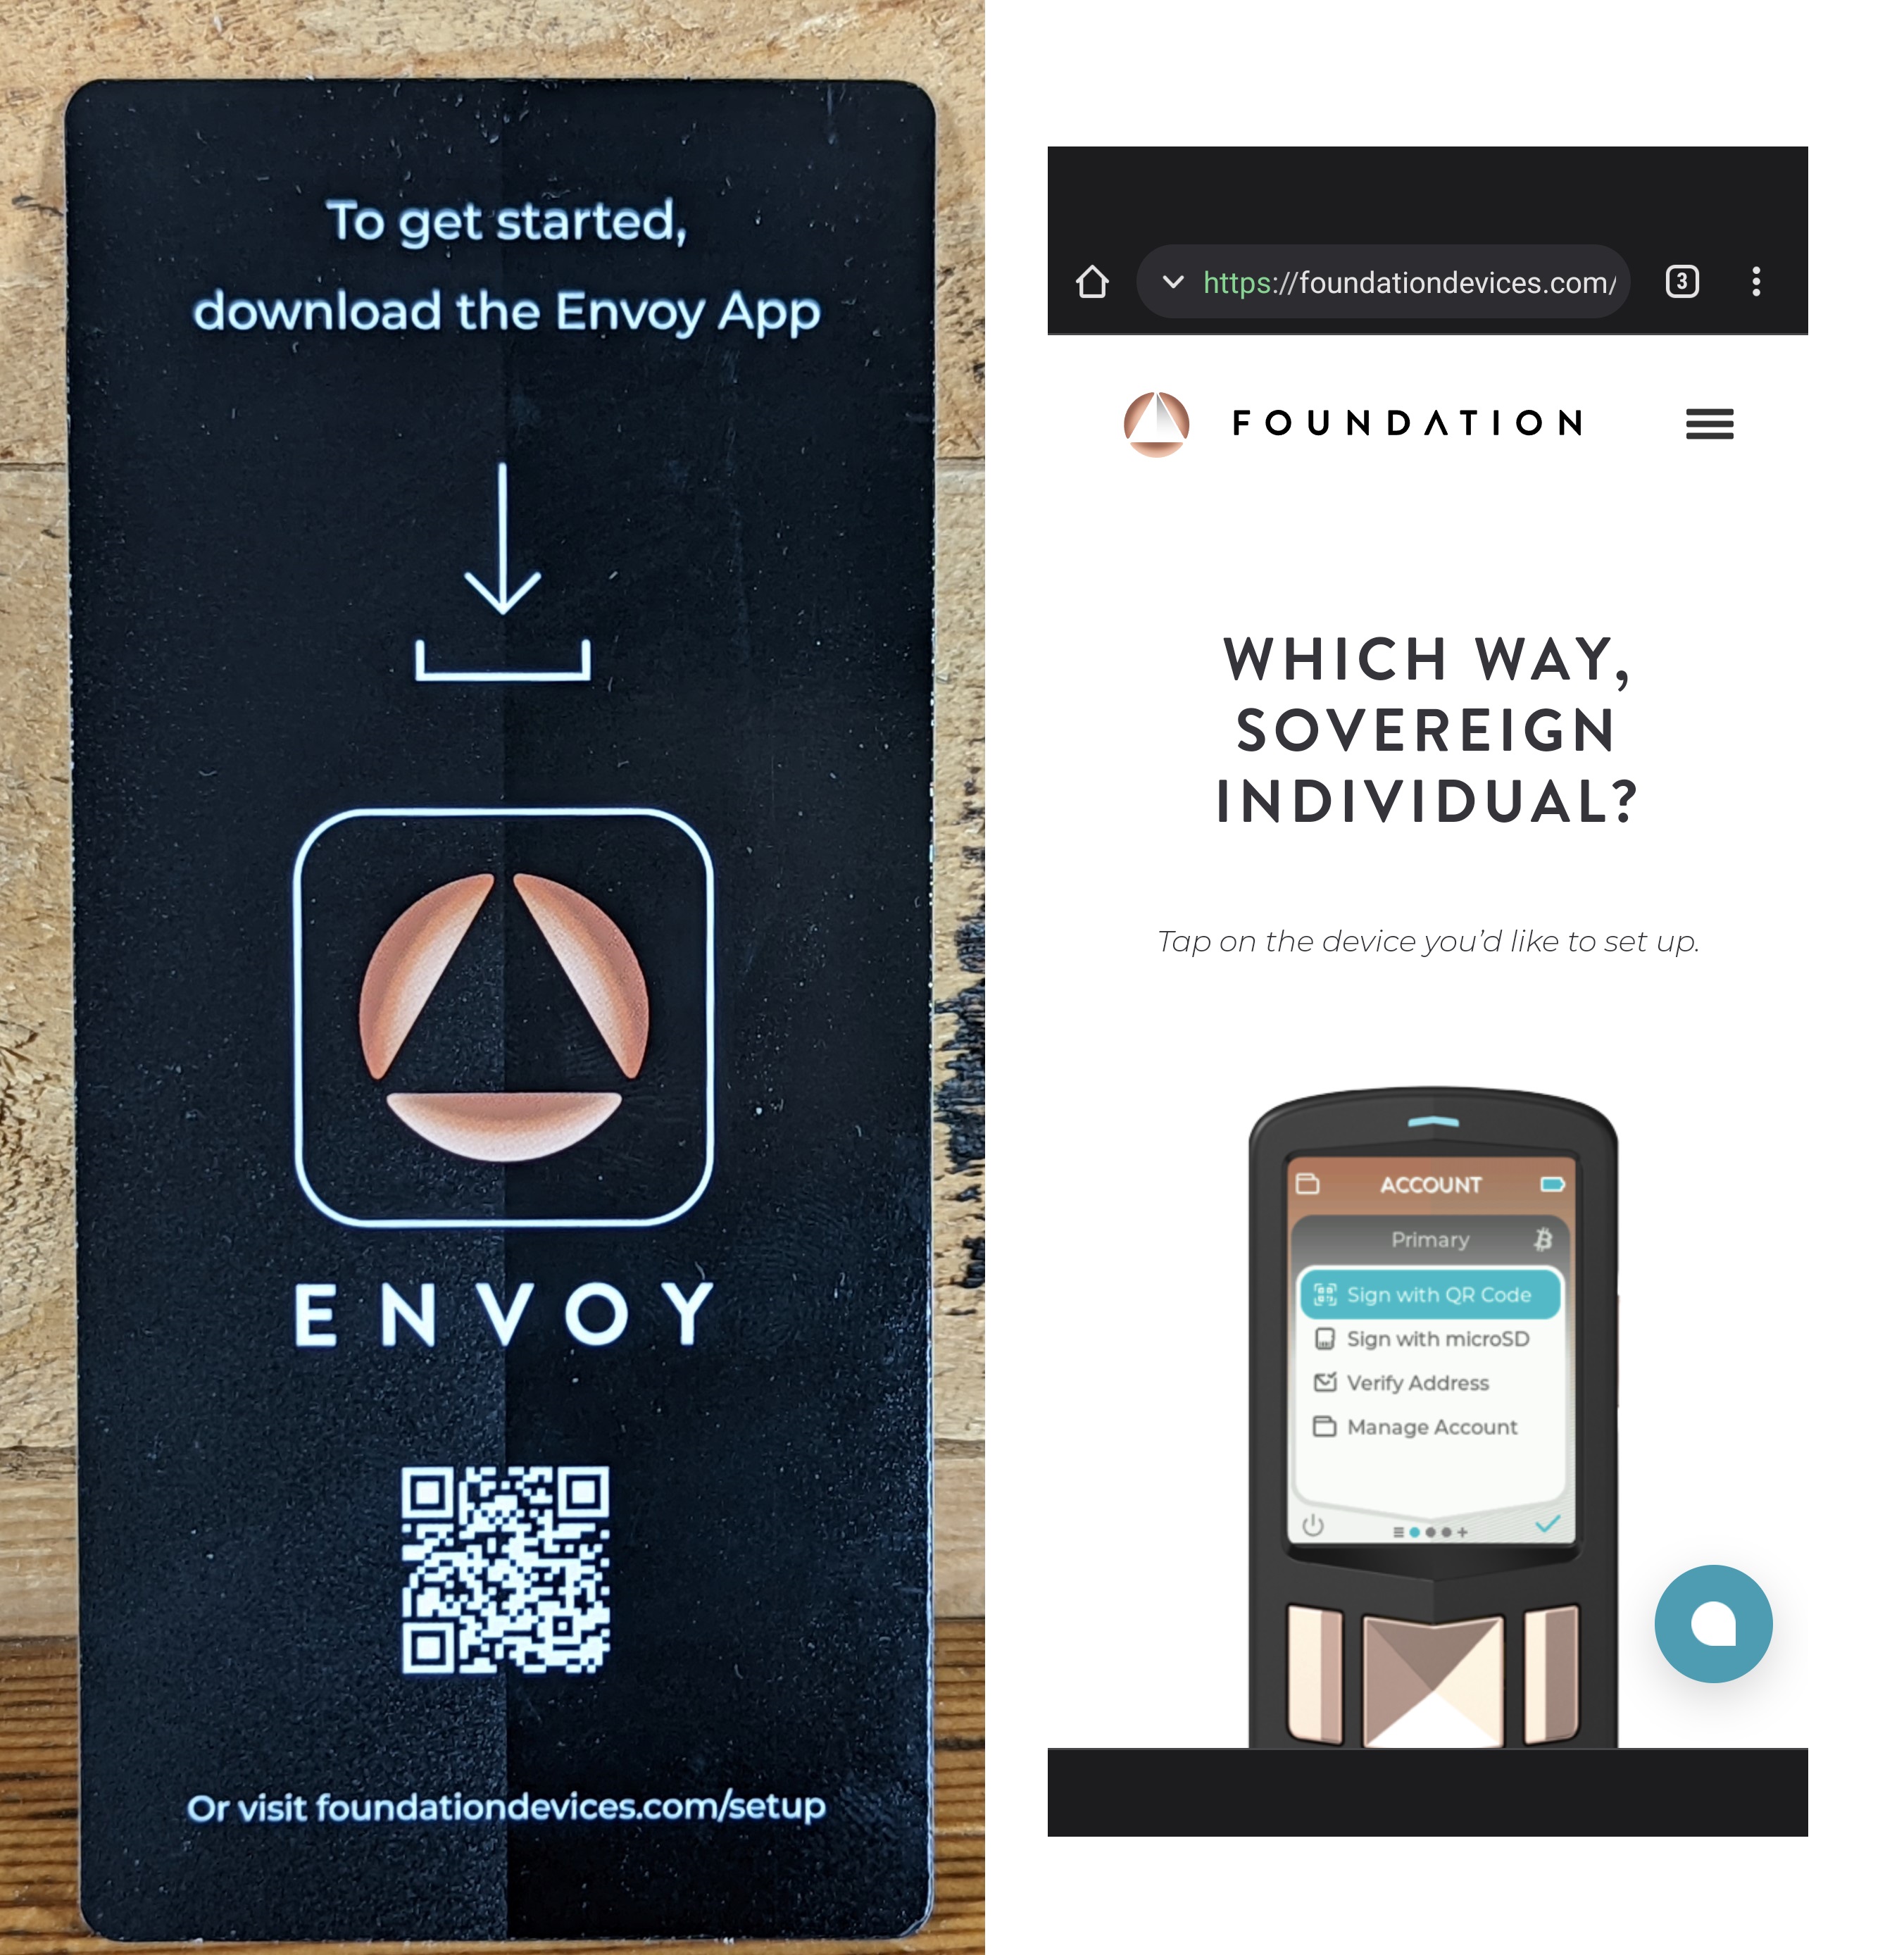 To get started,
download the Envoy App
ENVOY
Or visit foundationdevices.com/setup
https://foundationdevices.com/
3
FOUNDATION
WHICH WAY,
SOVEREIGN
INDIVIDUAL?
Tap on the device you’d like to set up.
ACCOUNT
Primary
Sign with QR Code
Sign with microSD
Verify Address
Manage Account